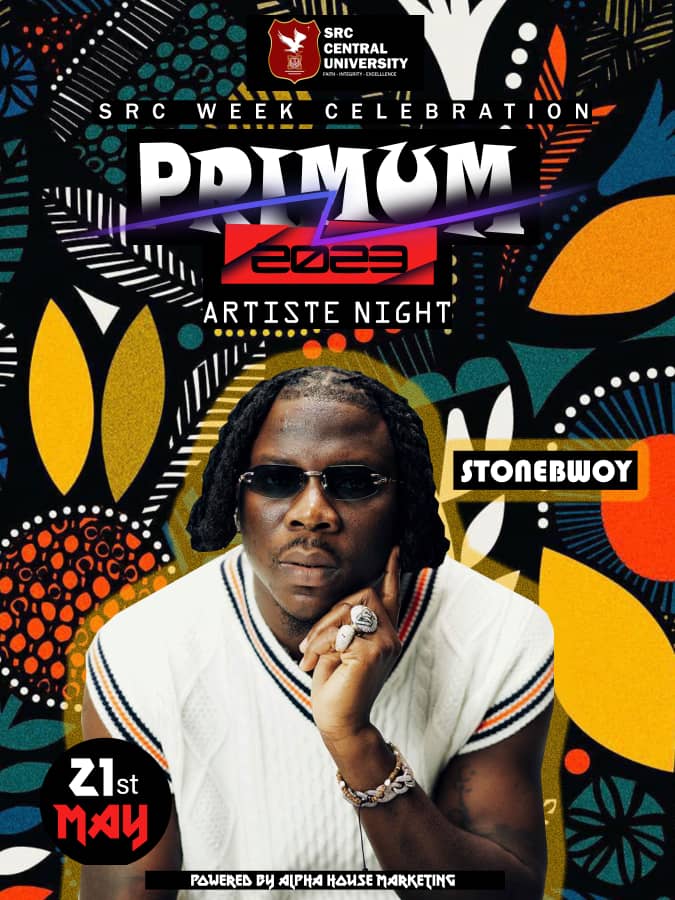 SRC
CENTRAL
UNIVERSITY
FAITH - INTEGRITY - EXCELLENCE
SRC WEEK CELEBRATION
PRIMUM
2023
ARTISTE NIGHT
STONEBWOY
21st
MAY
POWERED BY ALPHA HOUSE MARKETING